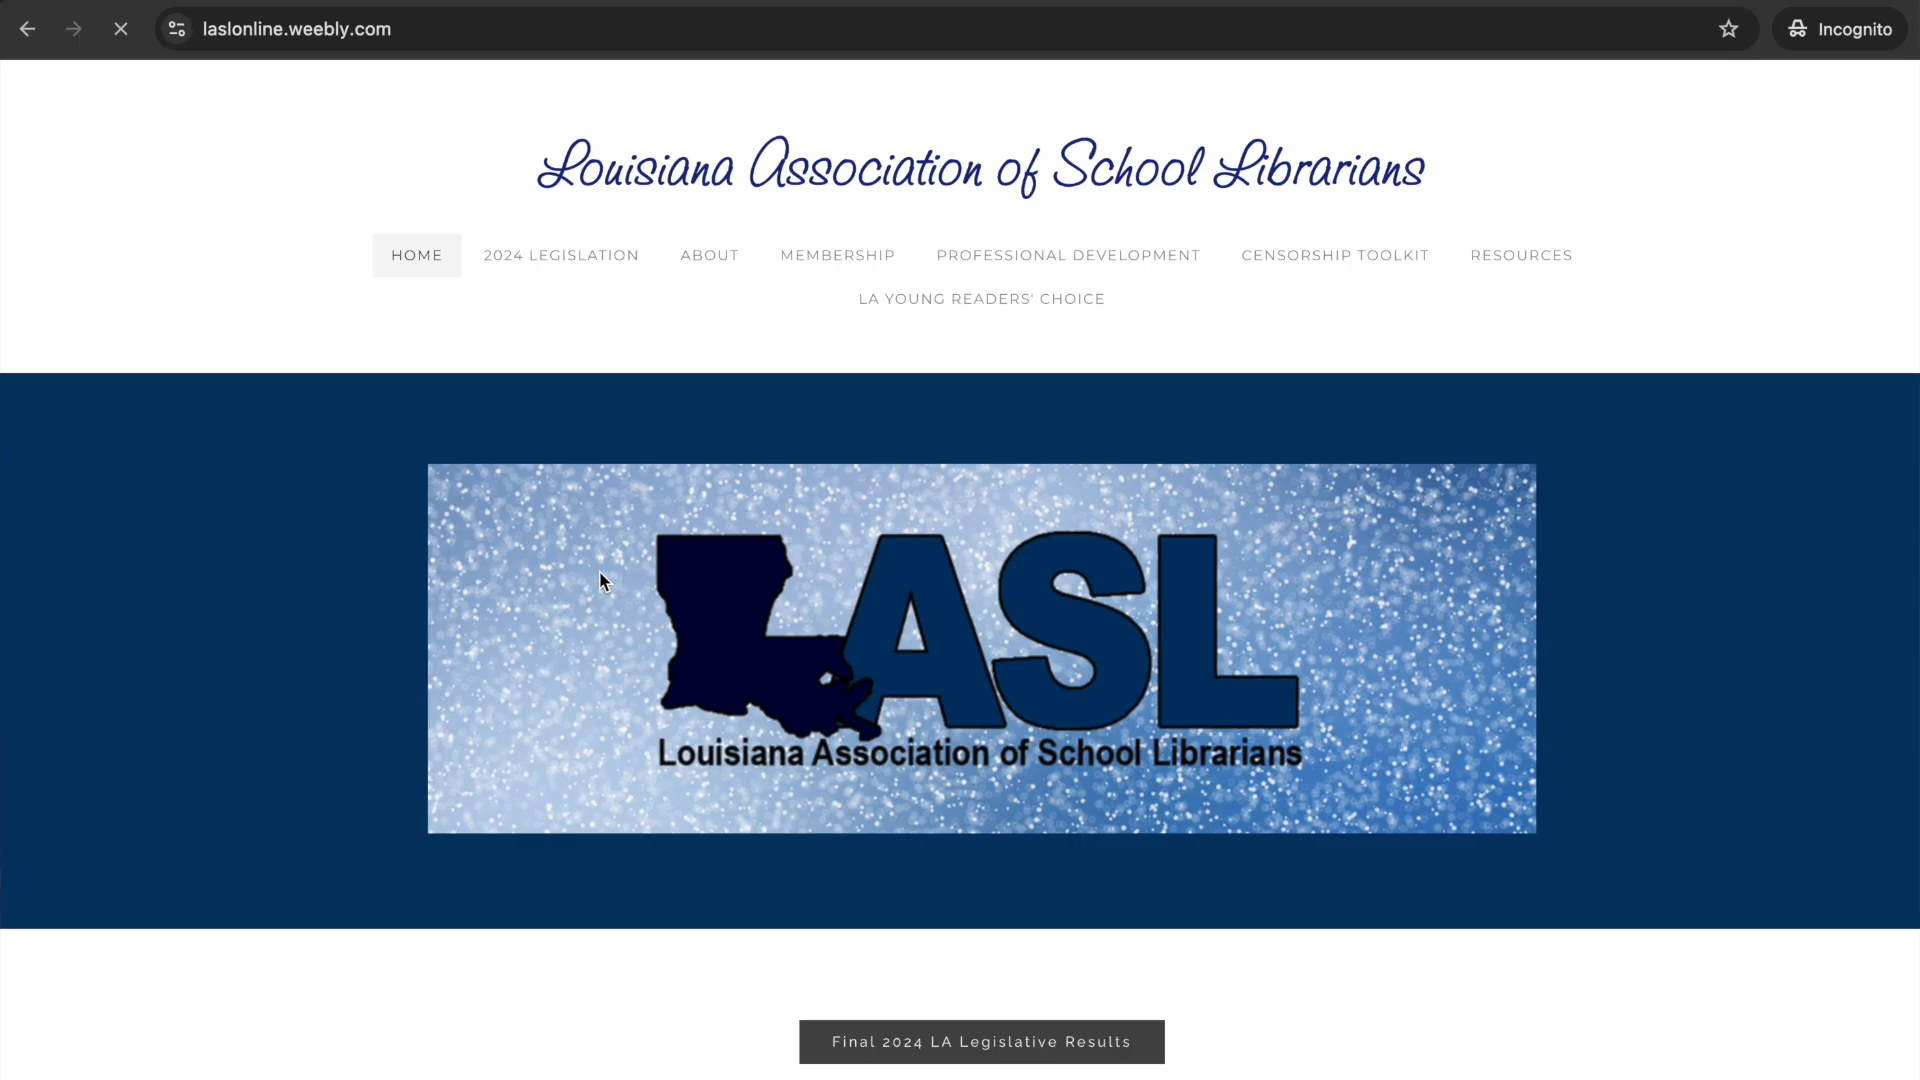 laslonline.weebly.com
Incognito
Louisiana Association of School Librarians
HOME 2024 LEGISLATION ABOUT MEMBERSHIP PROFESSIONAL DEVELOPMENT CENSORSHIP TOOLKIT RESOURCES
LA YOUNG READERS' CHOICE
LASL
Louisiana Association of School Librarians
Final 2024 LA Legislative Results